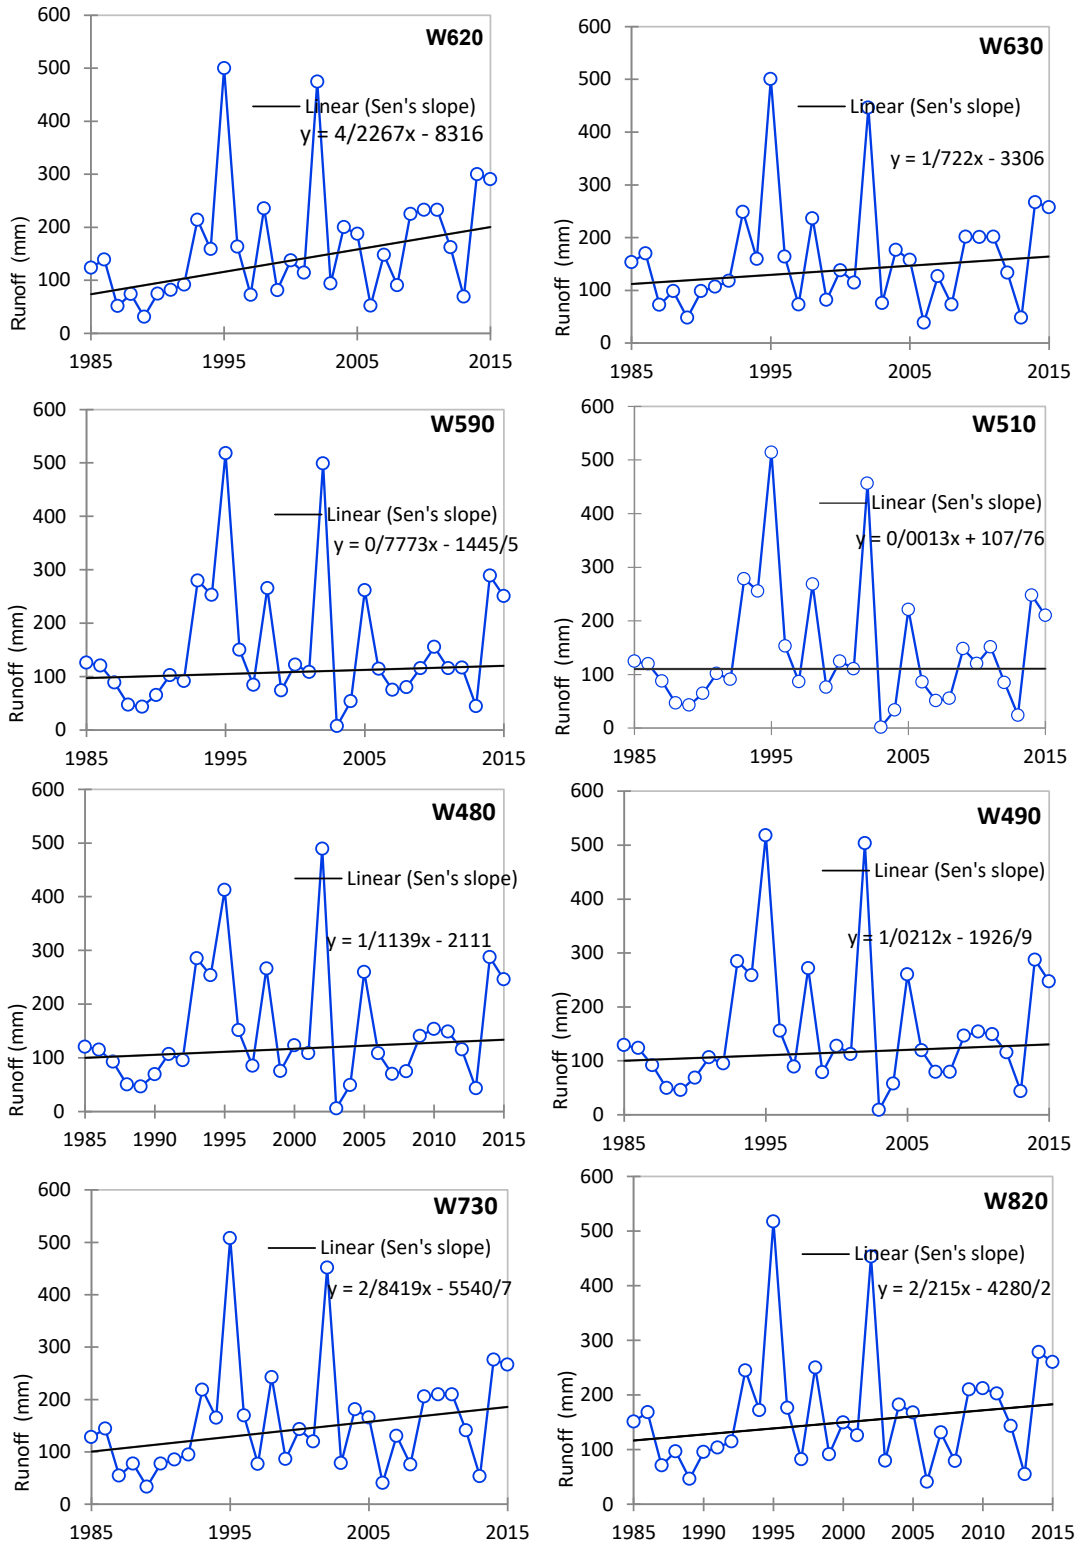 W620
600
500
400
300
200
100
0
Runoff (mm)
Linear (Sen's slope)
y = 4/2267x - 8316
1985
1995
2005
2015
W630
600
500
400
300
200
100
0
Runoff (mm)
Linear (Sen's slope)
y = 1/722x - 3306
1985
1995
2005
2015
W590
600
500
400
300
200
100
0
Runoff (mm)
Linear (Sen's slope)
y = 0/7773x - 1445/5
1985
1995
2005
2015
W510
600
500
400
300
200
100
0
Runoff (mm)
Linear (Sen's slope)
y = 0/0013x + 107/76
1985
1995
2005
2015
W480
600
500
400
300
200
100
0
Runoff (mm)
Linear (Sen's slope)
y = 1/1139x - 2111
1985
1990
1995
2000
2005
2010
2015
W490
600
500
400
300
200
100
0
Runoff (mm)
Linear (Sen's slope)
y = 1/0212x - 1926/9
1985
1995
2005
2015
W730
600
500
400
300
200
100
0
Runoff (mm)
Linear (Sen's slope)
y = 2/8419x - 5540/7
1985
1995
2005
2015
W820
600
500
400
300
200
100
0
Runoff (mm)
Linear (Sen's slope)
y = 2/215x - 4280/2
1985
1990
1995
2000
2005
2010
2015